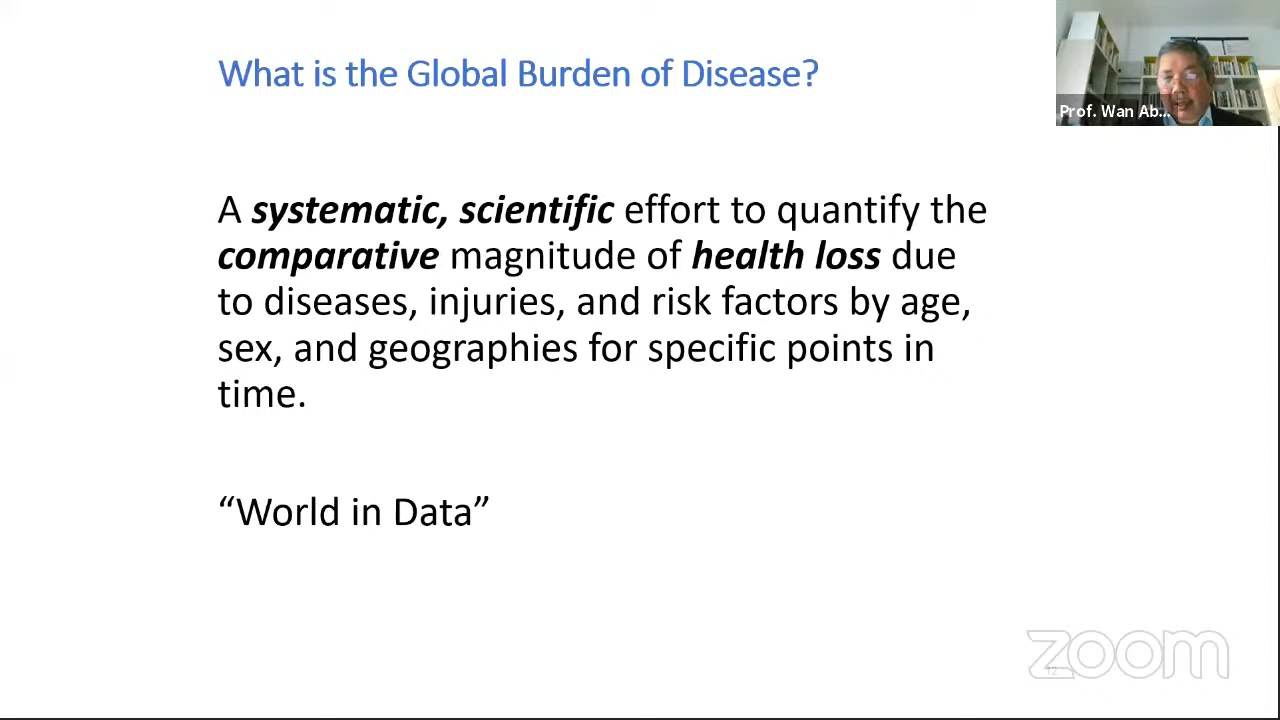 What is the Global Burden of Disease?
Prof. Wan Ab...
A systematic, scientific effort to quantify the
comparative magnitude of health loss due
to diseases, injuries, and risk factors by age,
sex, and geographies for specific points in
time.
“World in Data”
zoom
12